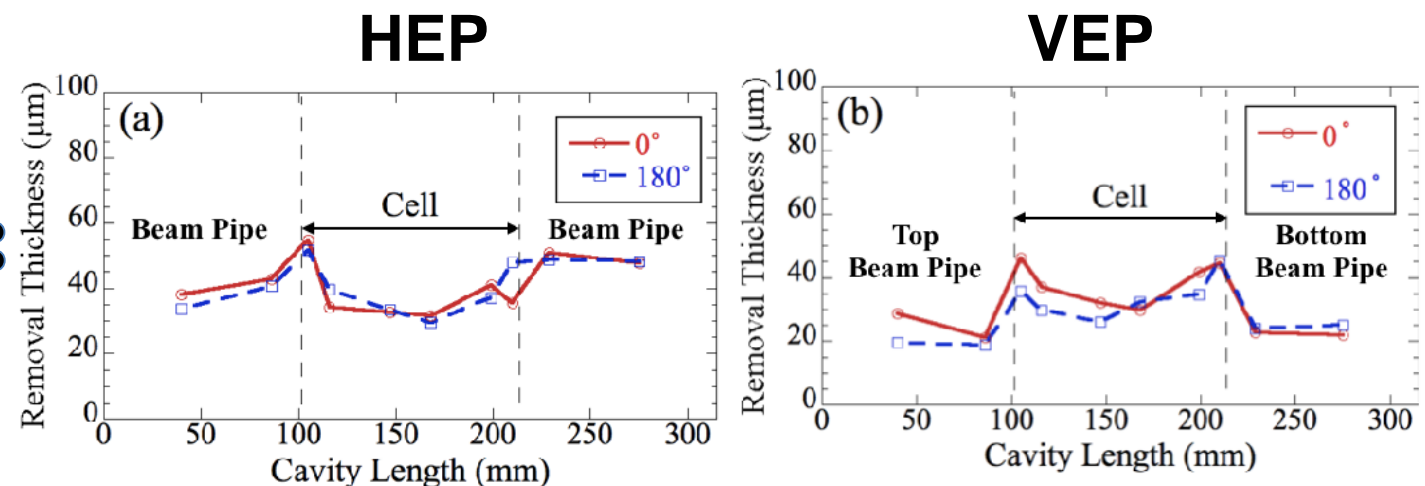 HEP
Removal Thickness (μm)
100
80
60
40
20
0
(a)
0°
180°
Cell
Beam Pipe
Beam Pipe
0
50
100
150
200
250
300
Cavity Length (mm)
VEP
Removal Thickness (μm)
100
80
60
40
20
0
(b)
0°
180°
Cell
Top
Beam Pipe
Bottom
Beam Pipe
0
50
100
150
200
250
300
Cavity Length (mm)